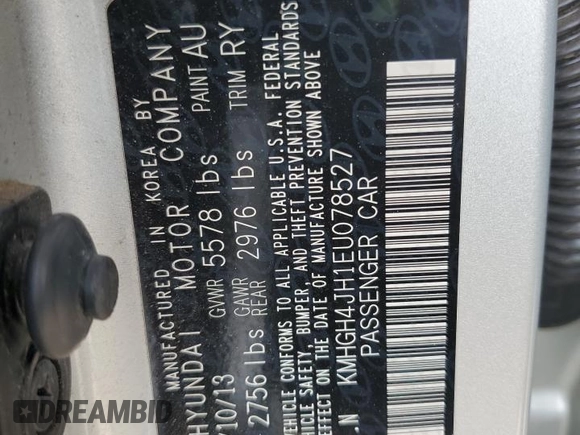 MANUFACTURED IN KOREA BY
HYUNDAI MOTOR COMPANY
10/13 GVWR 5578 lbs PAINT AU
2756 lbs GAWR REAR 2976 lbs TRIM RY
VEHICLE CONFORMS TO ALL APPLICABLE U.S.A. FEDERAL
SAFETY, BUMPER, AND THEFT PREVENTION STANDARDS
EFFECT ON THE DATE OF MANUFACTURE SHOWN ABOVE
.N KMHGH4JH1EU078527
PASSENGER CAR
DREAMBID